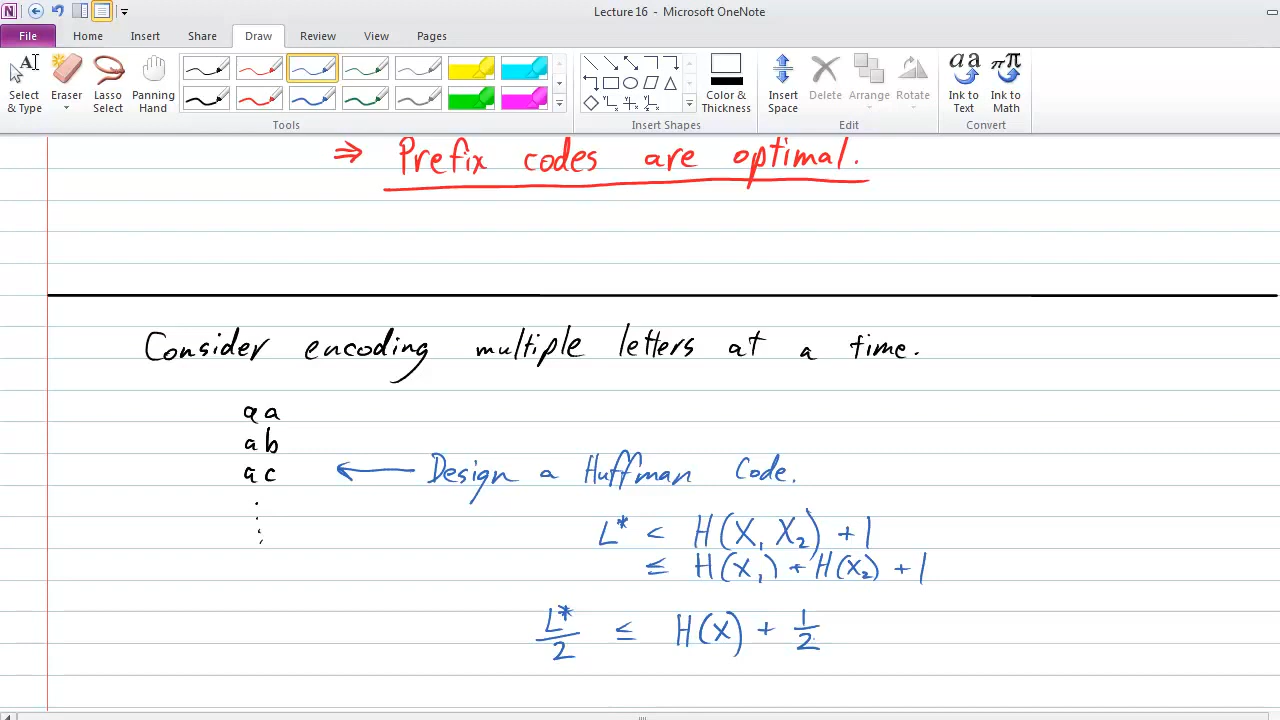 Lecture 16 - Microsoft OneNote
File Home Insert Share Draw Review View Pages
Select & Type Eraser Lasso Select Panning Hand Color & Thickness Insert Space Delete Arrange Rotate Ink to Text Ink to Math
Tools Insert Shapes Edit Convert
⇒ Prefix codes are optimal.
Consider encoding multiple letters at a time.
aa
ab
ac ← Design a Huffman Code.
⋮
L* < H(X₁ X₂) + 1
≤ H(X₁) + H(X₂) + 1
L*/2 ≤ H(X) + 1/2